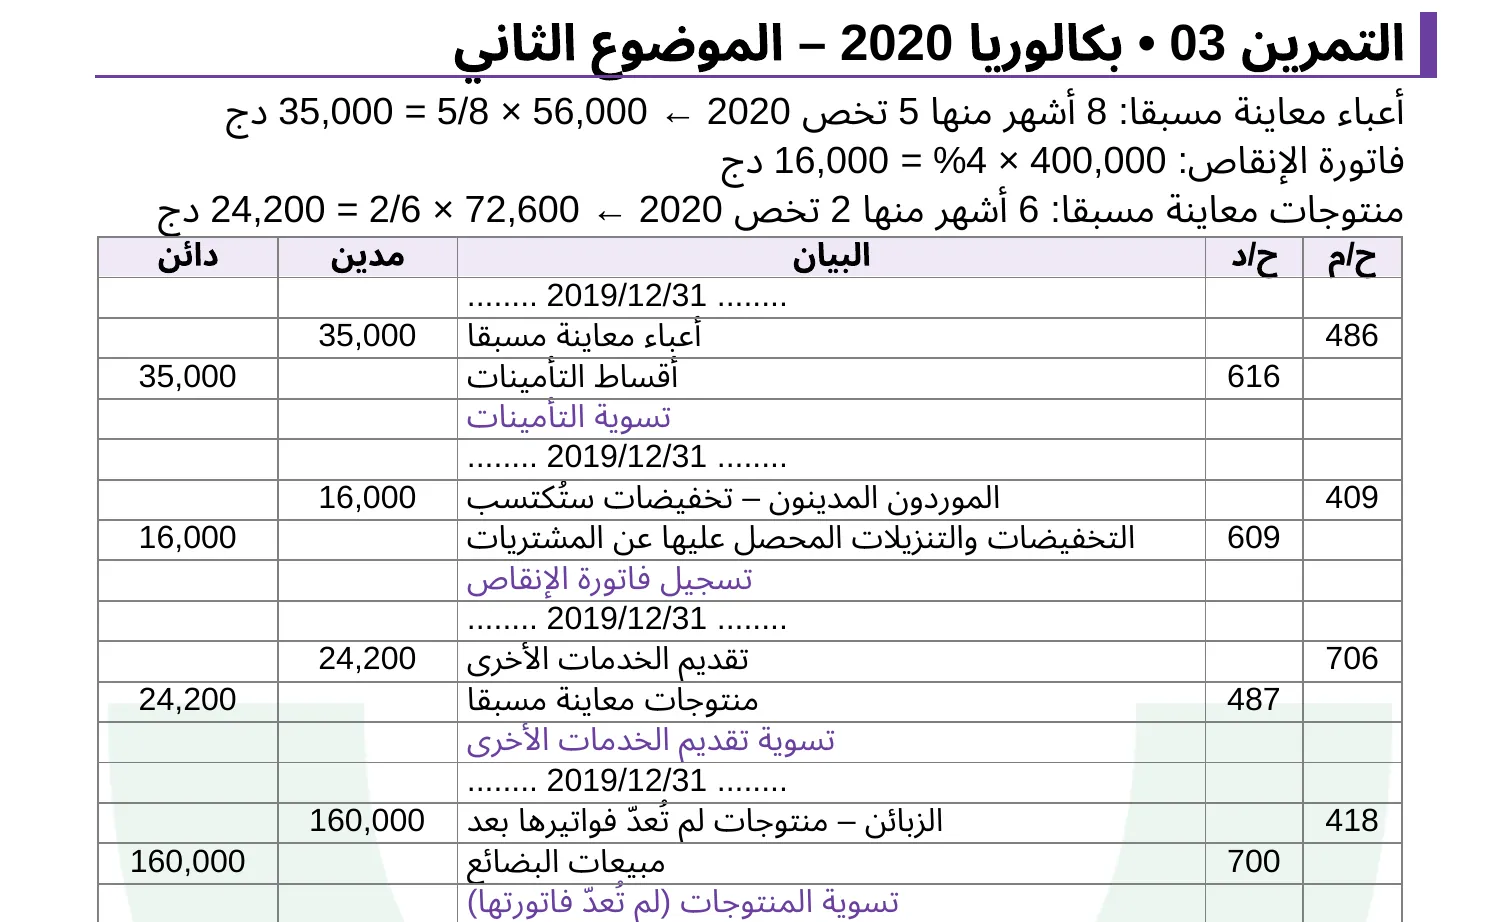 التمرين 03 • بكالوريا 2020 – الموضوع الثاني
أعباء معاينة مسبقا: 8 أشهر منها 5 تخص 2020 ← 56,000 × 5/8 = 35,000 دج
فاتورة الإنقاص: 400,000 × 4% = 16,000 دج
منتوجات معاينة مسبقا: 6 أشهر منها 2 تخص 2020 ← 72,600 × 2/6 = 24,200 دج
ح/م ح/د البيان مدين دائن
........ 2019/12/31 ........
486 أعباء معاينة مسبقا 35,000
616 أقساط التأمينات 35,000
تسوية التأمينات
........ 2019/12/31 ........
409 الموردون المدينون – تخفيضات ستُكتسب 16,000
609 التخفيضات والتنزيلات المحصل عليها عن المشتريات 16,000
تسجيل فاتورة الإنقاص
........ 2019/12/31 ........
706 تقديم الخدمات الأخرى 24,200
487 منتوجات معاينة مسبقا 24,200
تسوية تقديم الخدمات الأخرى
........ 2019/12/31 ........
418 الزبائن – منتوجات لم تُعدّ فواتيرها بعد 160,000
700 مبيعات البضائع 160,000
تسوية المنتوجات (لم تُعدّ فاتورتها)